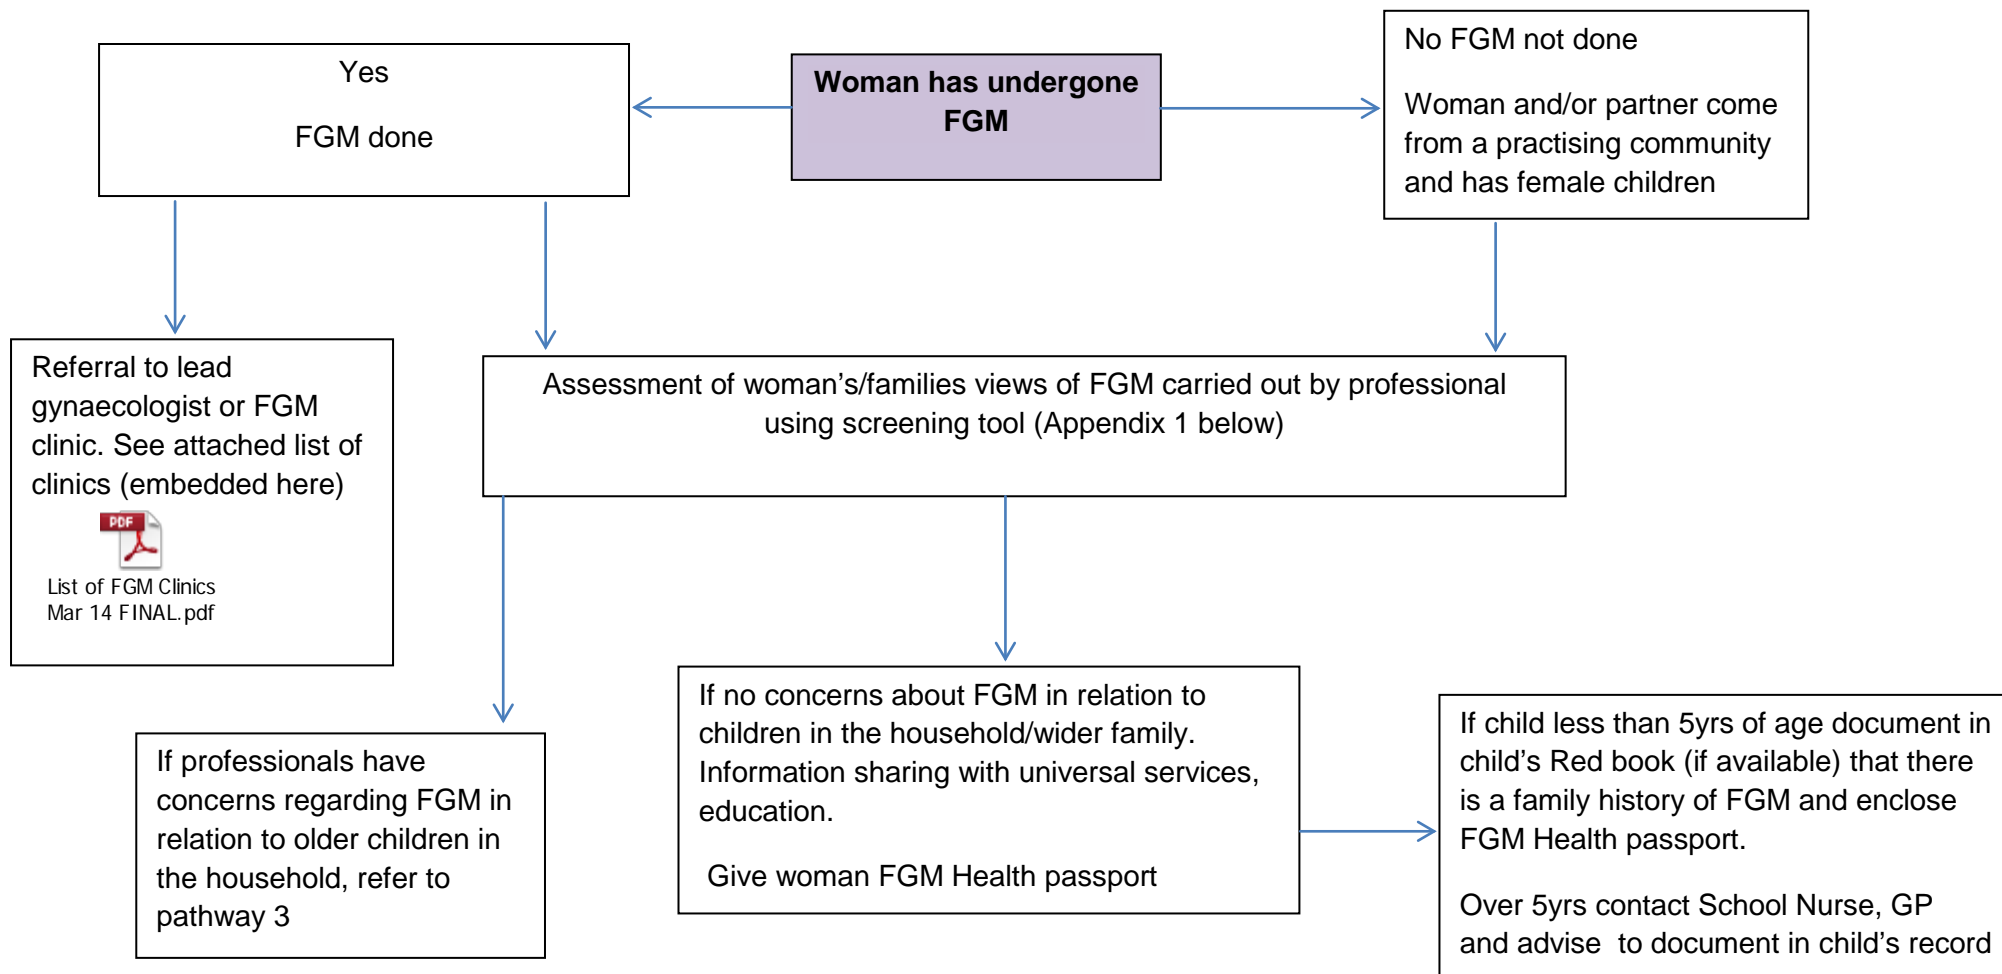 Yes
FGM done
Woman has undergone
FGM
No FGM not done
Woman and/or partner come
from a practising community
and has female children
Referral to lead
gynaecologist or FGM
clinic. See attached list of
clinics (embedded here)
PDF
List of FGM Clinics
Mar 14 FINAL.pdf
Assessment of woman’s/families views of FGM carried out by professional
using screening tool (Appendix 1 below)
If professionals have
concerns regarding FGM in
relation to older children in
the household, refer to
pathway 3
If no concerns about FGM in relation to
children in the household/wider family.
Information sharing with universal services,
education.
Give woman FGM Health passport
If child less than 5yrs of age document in
child’s Red book (if available) that there
is a family history of FGM and enclose
FGM Health passport.
Over 5yrs contact School Nurse, GP
and advise  to document in child’s record